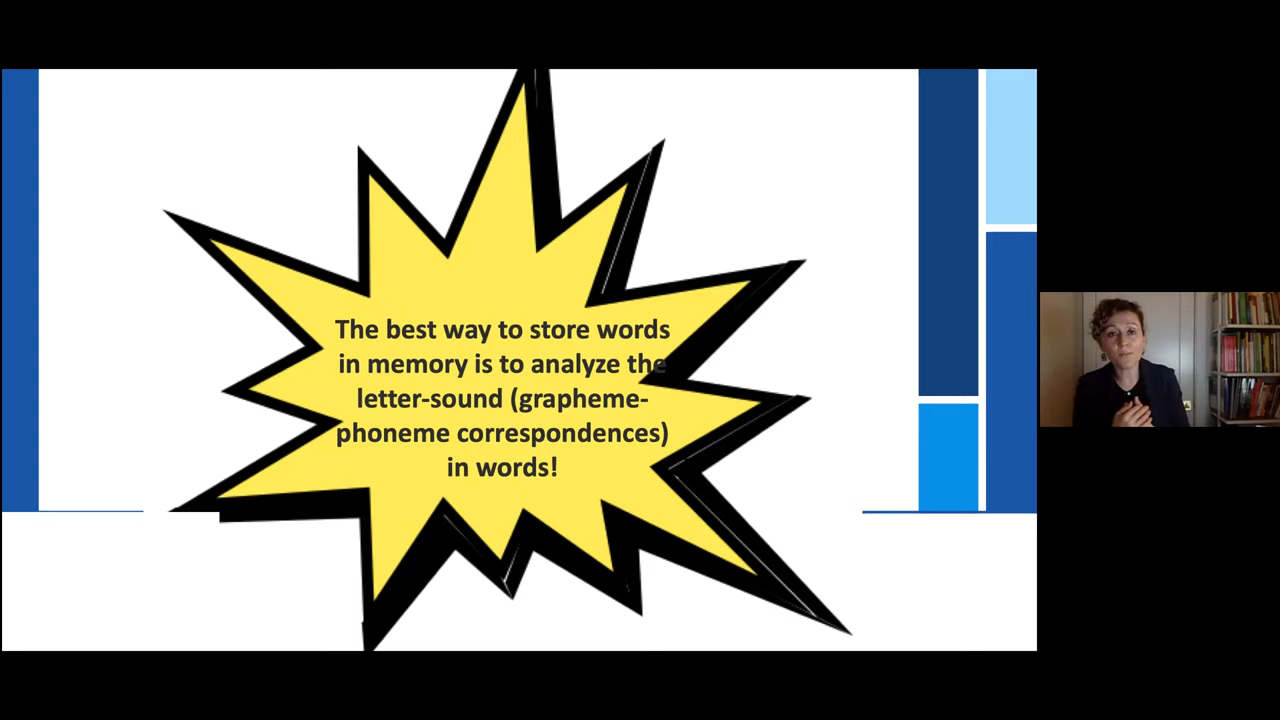 The best way to store words
in memory is to analyze the
letter-sound (grapheme-
phoneme correspondences)
in words!